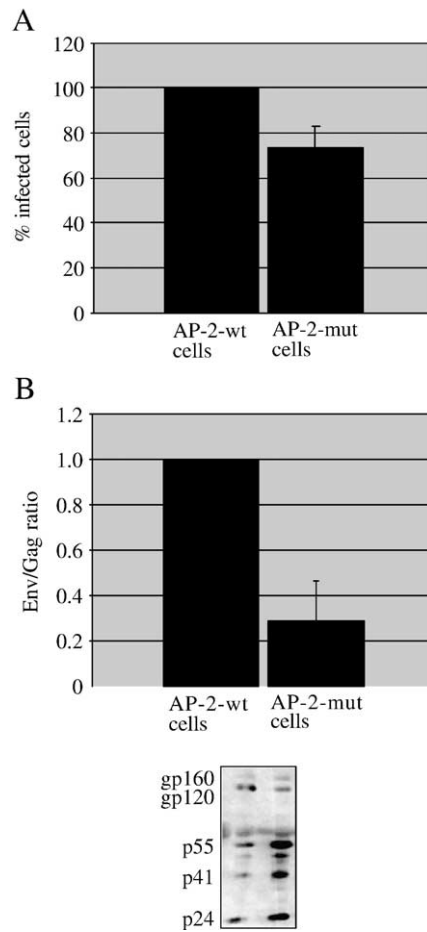 A
120
100
80
60
40
20
0
% infected cells
AP-2-wt AP-2-mut
cells cells
B
1.2
1.0
0.8
0.6
0.4
0.2
0
Env/Gag ratio
AP-2-wt AP-2-mut
cells cells
gp160
gp120
p55
p41
p24